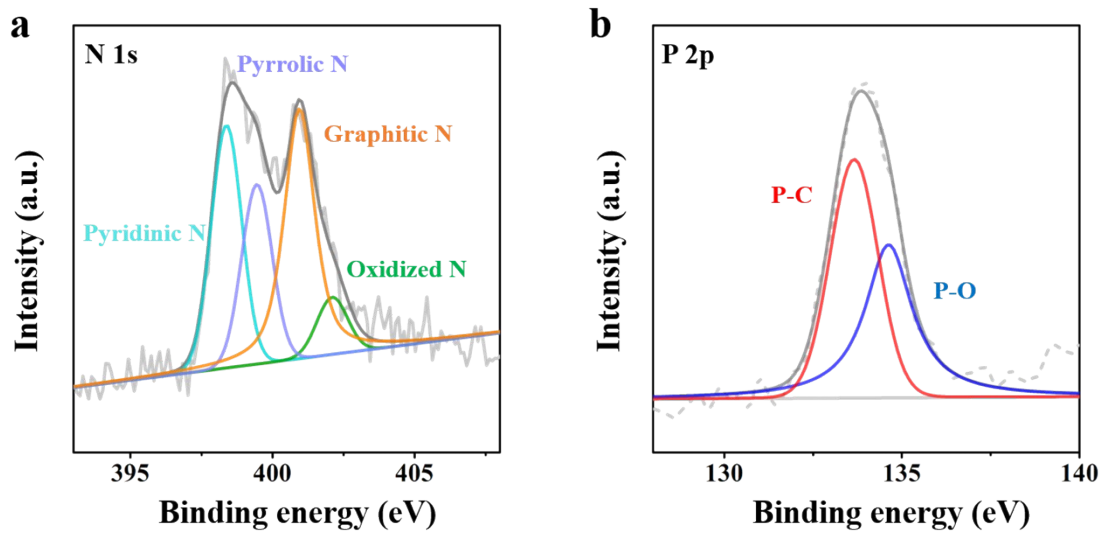 a
N 1s
Pyrrolic N
Graphitic N
Pyridinic N
Oxidized N
Intensity (a.u.)
395 400 405
Binding energy (eV)
b
P 2p
P-C
P-O
Intensity (a.u.)
130 135 140
Binding energy (eV)